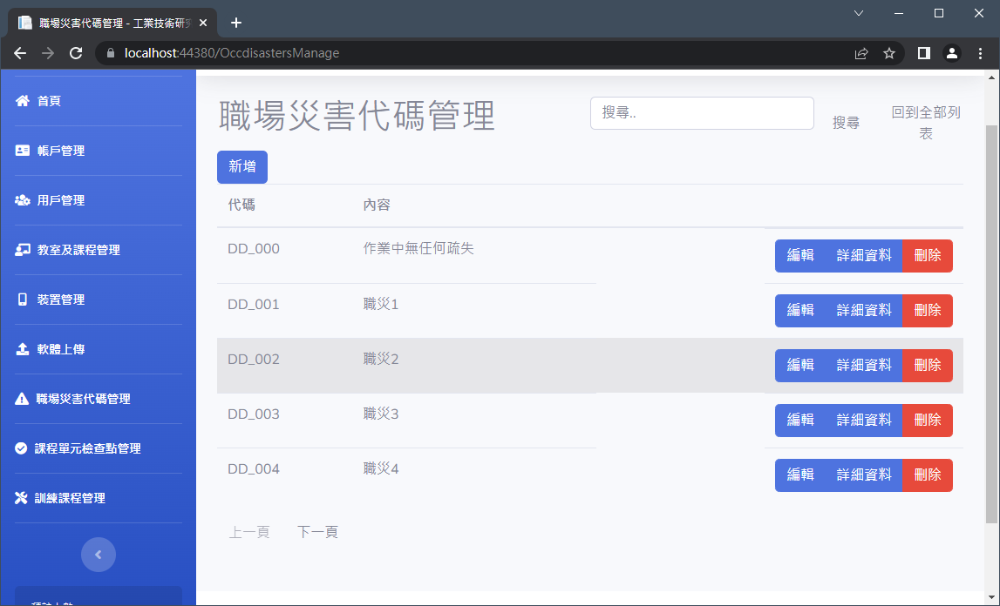 職場災害代碼管理 - 工業技術研
localhost:44380/OccdisastersManage
首頁
帳戶管理
用戶管理
教室及課程管理
裝置管理
軟體上傳
職場災害代碼管理
課程單元檢查點管理
訓練課程管理
職場災害代碼管理
搜尋..
搜尋
回到全部列
表
新增
代碼 內容
DD_000 作業中無任何疏失 編輯 詳細資料 刪除
DD_001 職災1 編輯 詳細資料 刪除
DD_002 職災2 編輯 詳細資料 刪除
DD_003 職災3 編輯 詳細資料 刪除
DD_004 職災4 編輯 詳細資料 刪除
上一頁 下一頁